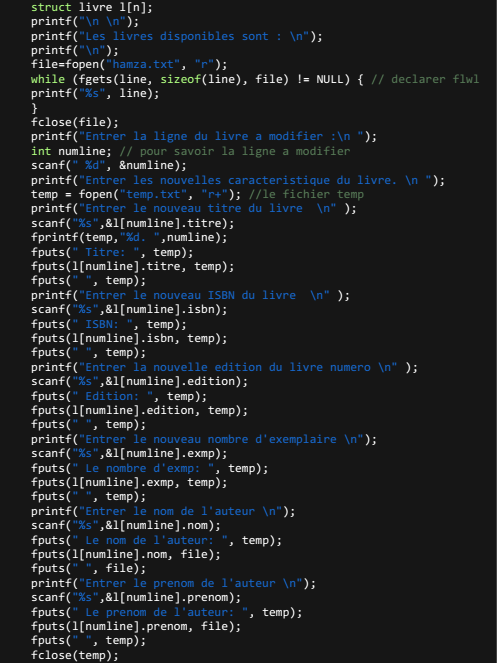 struct livre l[n];
printf("\n \n");
printf("Les livres disponibles sont : \n");
printf("\n");
file=fopen("hamza.txt", "r");
while (fgets(line, sizeof(line), file) != NULL) { // declarer flwl
printf("%s", line);
}
fclose(file);
printf("Entrer la ligne du livre a modifier :\n ");
int numline; // pour savoir la ligne a modifier
scanf(" %d", &numline);
printf("Entrer les nouvelles caracteristique du livre. \n ");
temp = fopen("temp.txt", "r+"); //le fichier temp
printf("Entrer le nouveau titre du livre  \n" );
scanf("%s",&l[numline].titre);
fprintf(temp,"%d. ",numline);
fputs(" Titre: ", temp);
fputs(l[numline].titre, temp);
fputs(" ", temp);
printf("Entrer le nouveau ISBN du livre  \n" );
scanf("%s",&l[numline].isbn);
fputs(" ISBN: ", temp);
fputs(l[numline].isbn, temp);
fputs(" ", temp);
printf("Entrer la nouvelle edition du livre numero \n" );
scanf("%s",&l[numline].edition);
fputs(" Edition: ", temp);
fputs(l[numline].edition, temp);
fputs(" ", temp);
printf("Entrer le nouveau nombre d'exemplaire \n");
scanf("%s",&l[numline].exmp);
fputs(" Le nombre d'exmp: ", temp);
fputs(l[numline].exmp, temp);
fputs(" ", temp);
printf("Entrer le nom de l'auteur \n");
scanf("%s",&l[numline].nom);
fputs(" Le nom de l'auteur: ", temp);
fputs(l[numline].nom, file);
fputs(" ", file);
printf("Entrer le prenom de l'auteur \n");
scanf("%s",&l[numline].prenom);
fputs(" Le prenom de l'auteur: ", temp);
fputs(l[numline].prenom, file);
fputs(" ", temp);
fclose(temp);